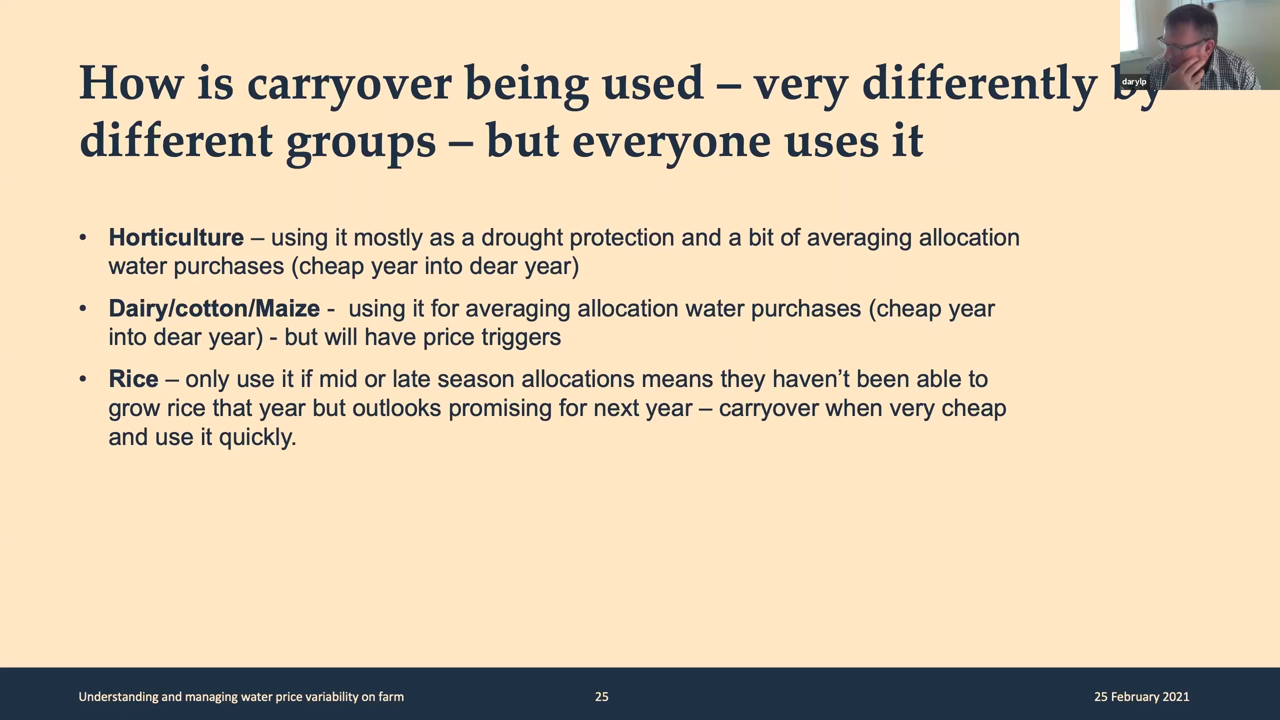 How is carryover being used – very differently by
different groups – but everyone uses it
darylp
• Horticulture – using it mostly as a drought protection and a bit of averaging allocation
water purchases (cheap year into dear year)
• Dairy/cotton/Maize -  using it for averaging allocation water purchases (cheap year
into dear year) - but will have price triggers
• Rice – only use it if mid or late season allocations means they haven’t been able to
grow rice that year but outlooks promising for next year – carryover when very cheap
and use it quickly.
Understanding and managing water price variability on farm
25
25 February 2021